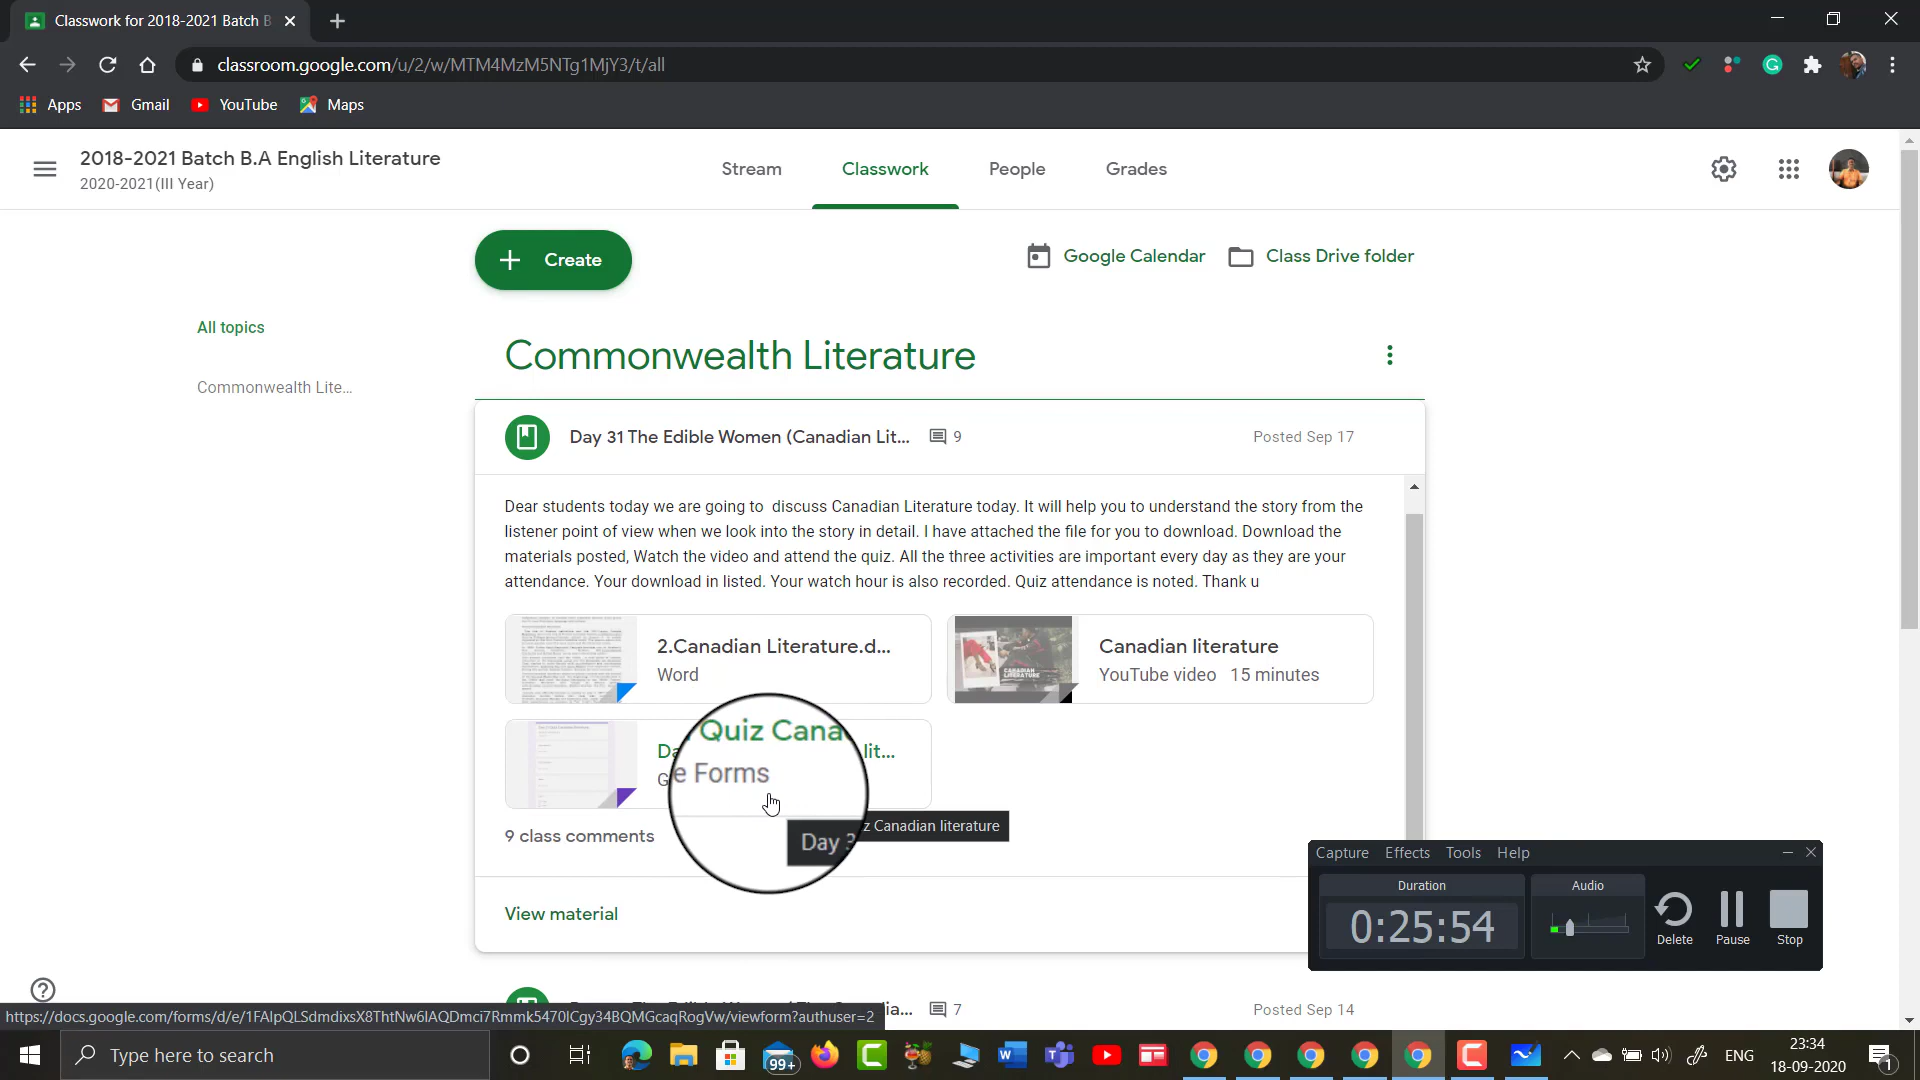 Classwork for 2018-2021 Batch B
classroom.google.com/u/2/w/MTM4MzM5NTg1MjY3/t/all
Apps
Gmail
YouTube
Maps
2018-2021 Batch B.A English Literature
2020-2021(III Year)
Stream
Classwork
People
Grades
Create
Google Calendar
Class Drive folder
All topics
Commonwealth Lite...
Commonwealth Literature
Day 31 The Edible Women (Canadian Lit...
9
Posted Sep 17
Dear students today we are going to discuss Canadian Literature today. It will help you to understand the story from the
listener point of view when we look into the story in detail. I have attached the file for you to download. Download the
materials posted, Watch the video and attend the quiz. All the three activities are important every day as they are your
attendance. Your download in listed. Your watch hour is also recorded. Quiz attendance is noted. Thank u
2.Canadian Literature.d...
Word
Canadian literature
YouTube video 15 minutes
Quiz Cana
lit...
e Forms
z Canadian literature
Day 3
9 class comments
View material
Capture Effects Tools Help
Duration
Audio
0:25:54
Delete
Pause
Stop
7
Posted Sep 14
https://docs.google.com/forms/d/e/1FAIpQLSdmdixsX8ThtNw6lAQDmci7Rmmk5470lCgy34BQMGcaqRogVw/viewform?authuser=2
ia...
Type here to search
99+
ENG
23:34
18-09-2020
1